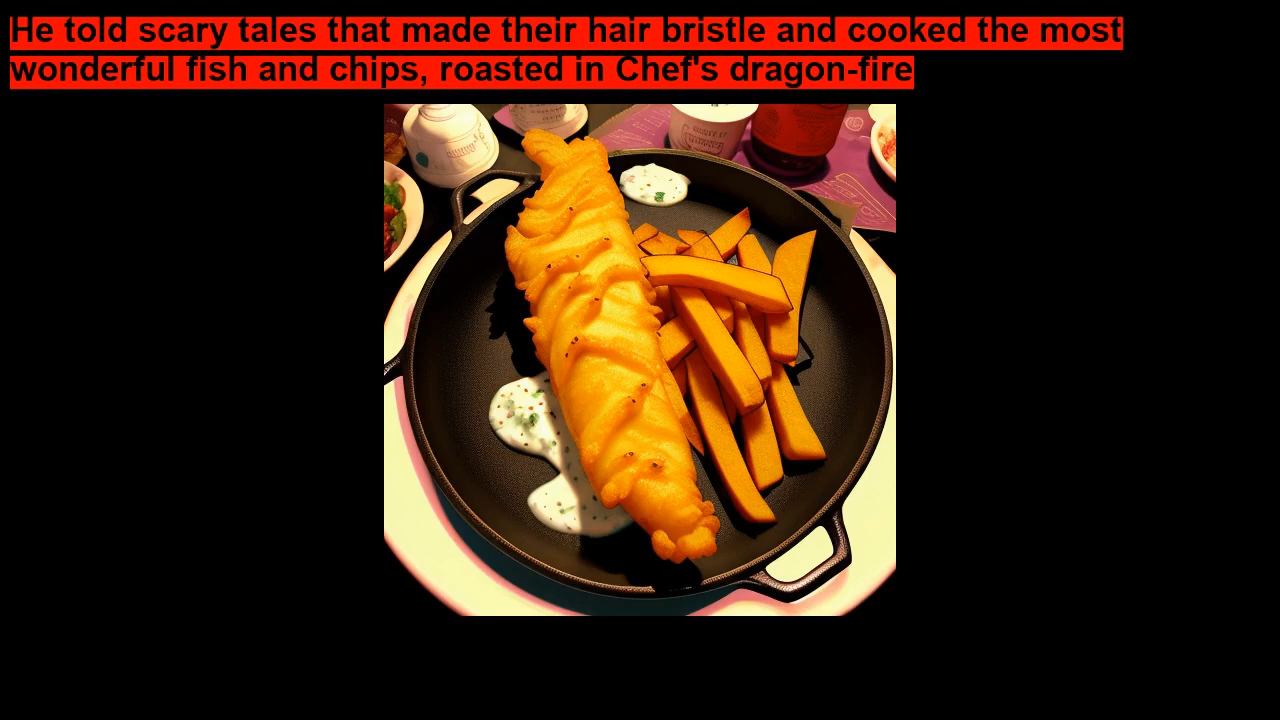 He told scary tales that made their hair bristle and cooked the most
wonderful fish and chips, roasted in Chef's dragon-fire